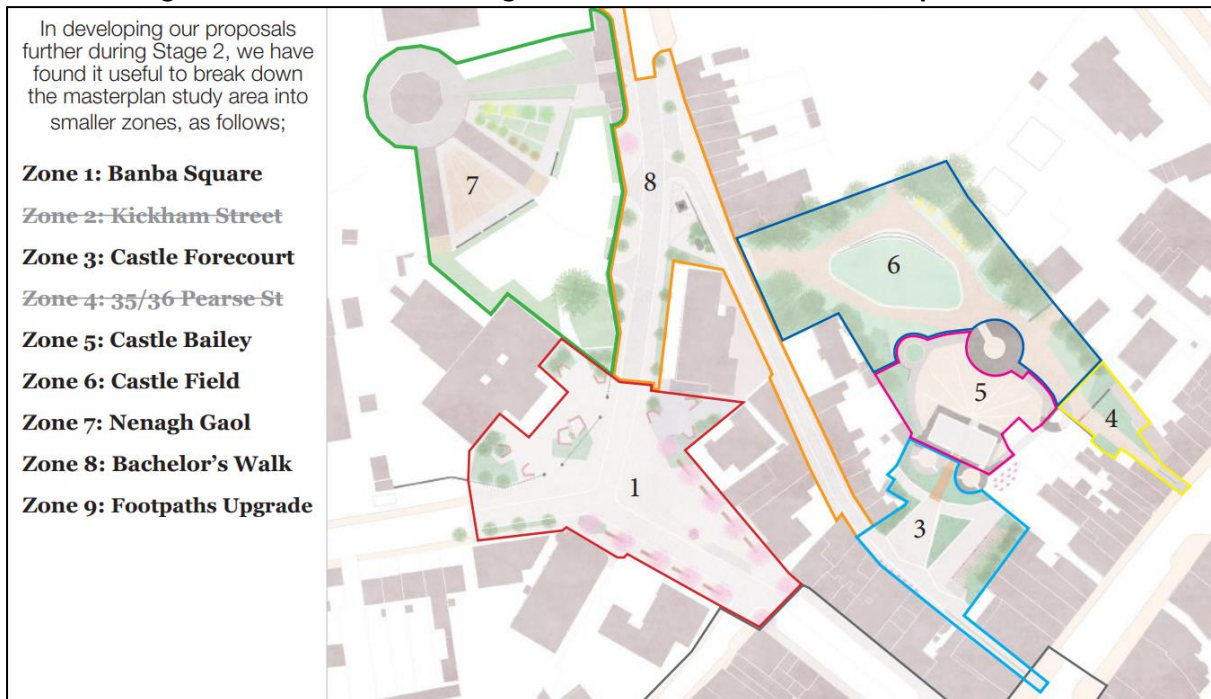 In developing our proposals
further during Stage 2, we have
found it useful to break down
the masterplan study area into
smaller zones, as follows;
Zone 1: Banba Square
Zone 2: Kickham Street
Zone 3: Castle Forecourt
Zone 4: 35/36 Pearse St
Zone 5: Castle Bailey
Zone 6: Castle Field
Zone 7: Nenagh Gaol
Zone 8: Bachelor's Walk
Zone 9: Footpaths Upgrade
7
8
6
5
4
3
1